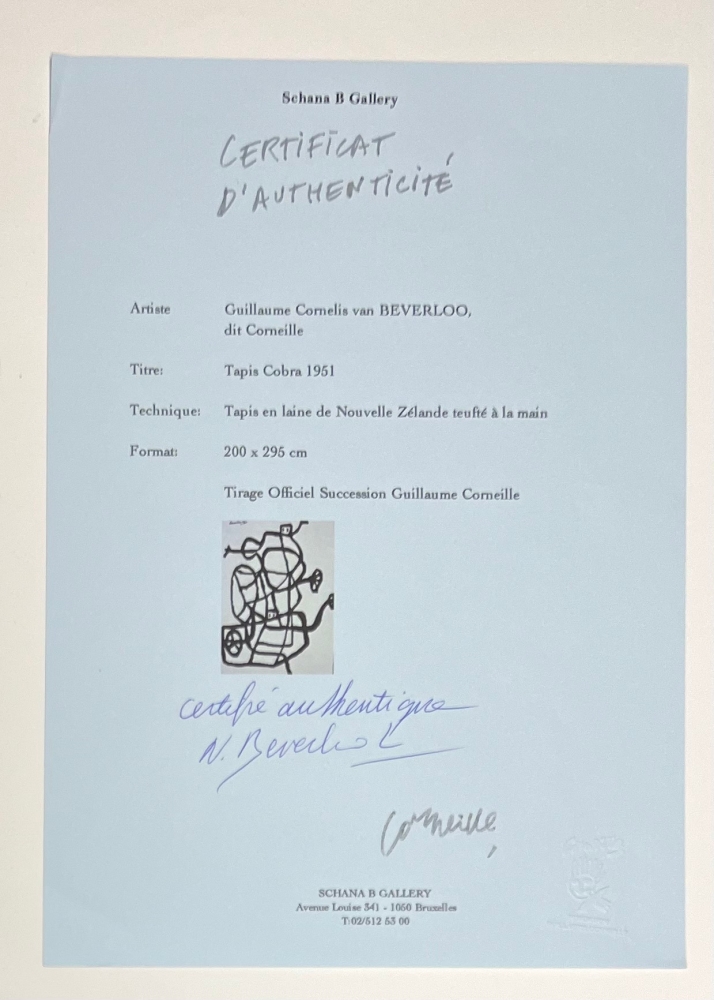 Schana B Gallery
CERTIFICAT
D'AUTHENTICITÉ
Artiste Guillaume Cornelis van BEVERLOO,
dit Corneille
Titre: Tapis Cobra 1951
Technique: Tapis en laine de Nouvelle Zélande teufté à la main
Format: 200 x 295 cm
Tirage Officiel Succession Guillaume Corneille
certifié authentique
N.
Corneille
SCHANA B GALLERY
Avenue Louise 341 - 1050 Bruxelles
T:02/512 53 00